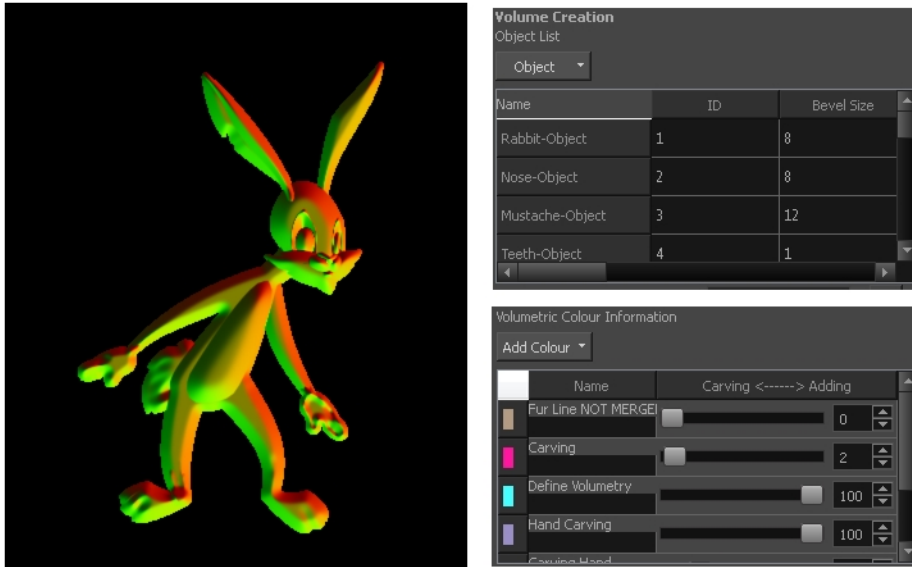 Volume Creation
Object List
Object
Name ID Bevel Size
Rabbit-Object 1 8
Nose-Object 2 8
Mustache-Object 3 12
Teeth-Object 4 1
Volumetric Colour Information
Add Colour
Name Carving <------> Adding
Fur Line NOT MERGE 0
Carving 2
Define Volumetry 100
Hand Carving 100
Carving Hand